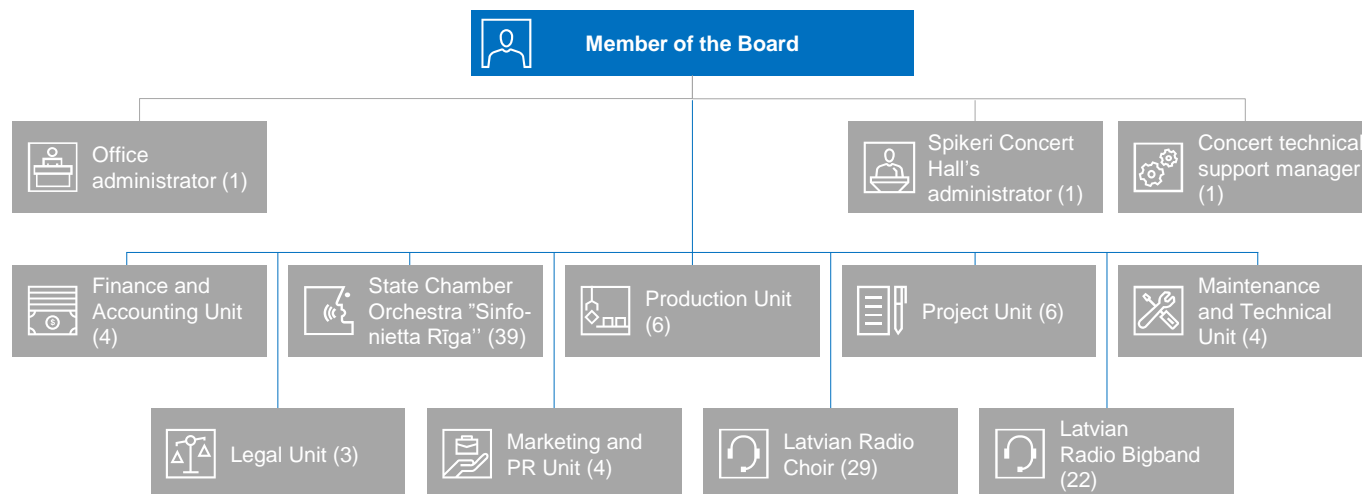 Member of the Board
Office
administrator (1)
Spikeri Concert
Hall’s
administrator (1)
Concert technical
support manager
(1)
Finance and
Accounting Unit
(4)
State Chamber
Orchestra ”Sinfo-
nietta Rīga’’ (39)
Production Unit
(6)
Project Unit (6)
Maintenance
and Technical
Unit (4)
Legal Unit (3)
Marketing and
PR Unit (4)
Latvian Radio
Choir (29)
Latvian
Radio Bigband
(22)